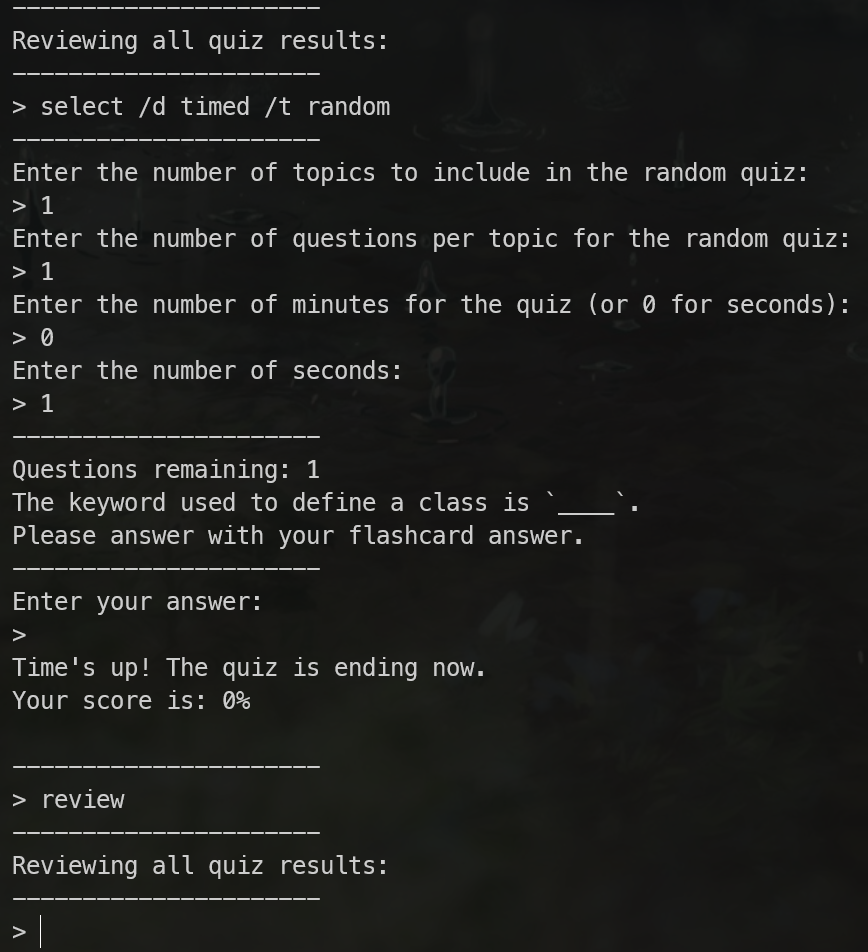 ----------------------
Reviewing all quiz results:
----------------------
> select /d timed /t random
----------------------
Enter the number of topics to include in the random quiz:
> 1
Enter the number of questions per topic for the random quiz:
> 1
Enter the number of minutes for the quiz (or 0 for seconds):
> 0
Enter the number of seconds:
> 1
----------------------
Questions remaining: 1
The keyword used to define a class is `____`.
Please answer with your flashcard answer.
----------------------
Enter your answer:
>
Time's up! The quiz is ending now.
Your score is: 0%
----------------------
> review
----------------------
Reviewing all quiz results:
----------------------
>